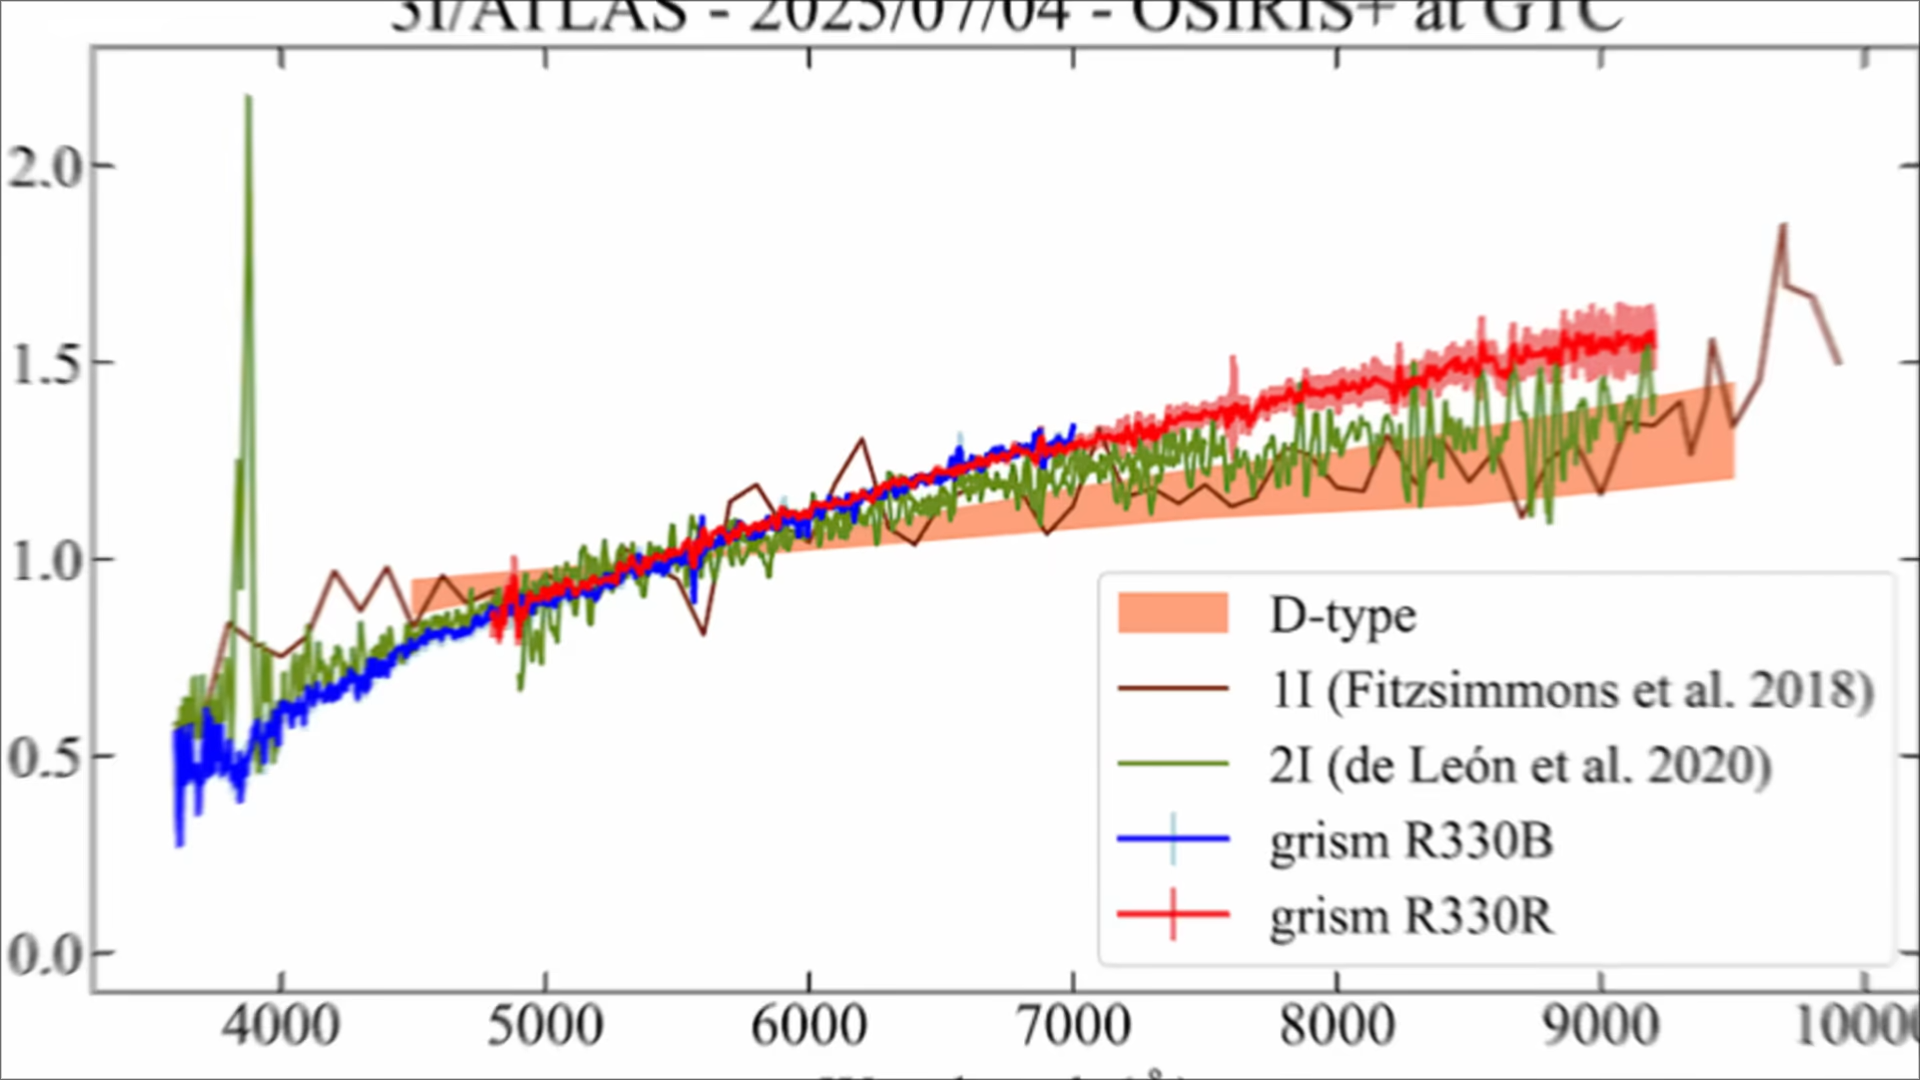 3I/ATLAS - 2025/07/04 - OSIRIS+ at GTC
2.0
1.5
1.0
0.5
0.0
D-type
1I (Fitzsimmons et al. 2018)
2I (de León et al. 2020)
grism R330B
grism R330R
4000 5000 6000 7000 8000 9000 1000